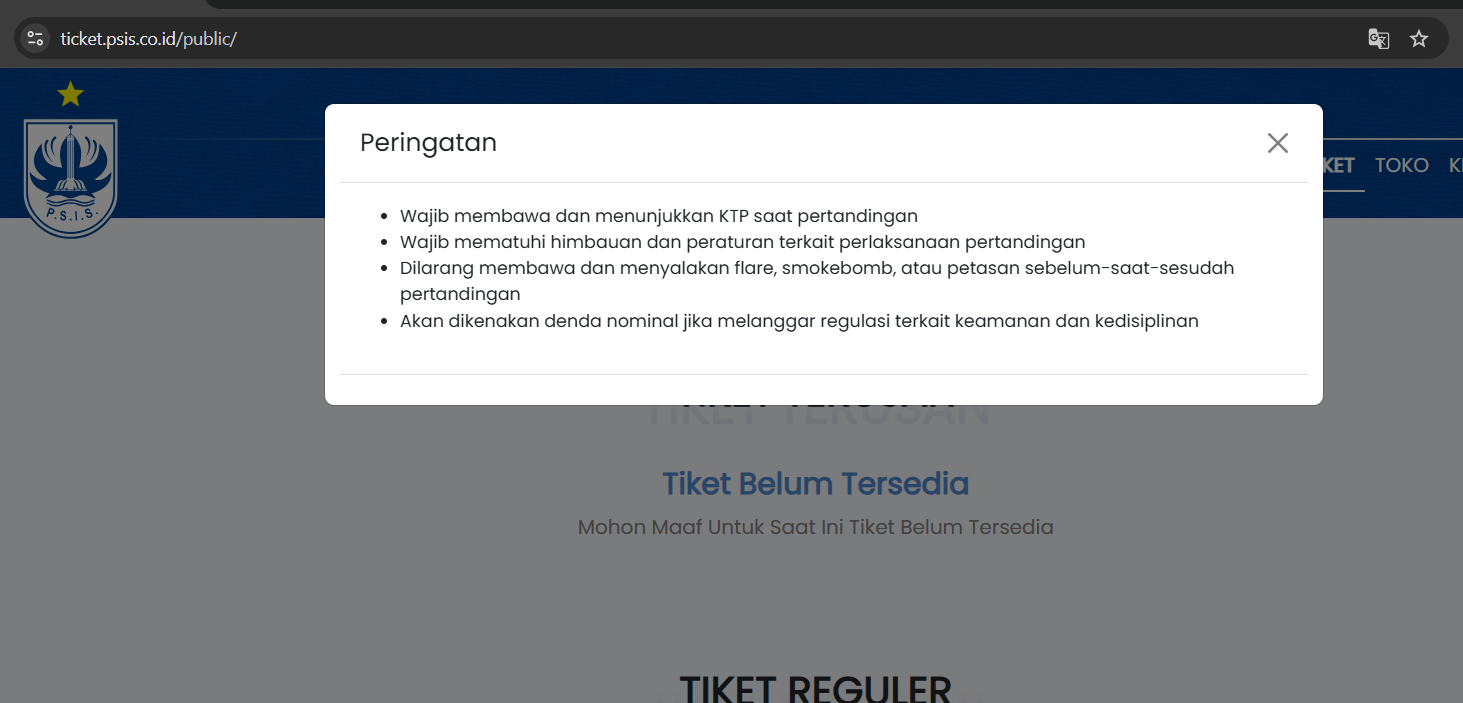 ticket.psis.co.id/public/
P.S.I.S.
Peringatan
KET TOKO
Wajib membawa dan menunjukkan KTP saat pertandingan
Wajib mematuhi himbauan dan peraturan terkait perlaksanaan pertandingan
Dilarang membawa dan menyalakan flare, smokebomb, atau petasan sebelum-saat-sesudah
pertandingan
Akan dikenakan denda nominal jika melanggar regulasi terkait keamanan dan kedisiplinan
TIKET TERUSAN
Tiket Belum Tersedia
Mohon Maaf Untuk Saat Ini Tiket Belum Tersedia
TIKET REGULER